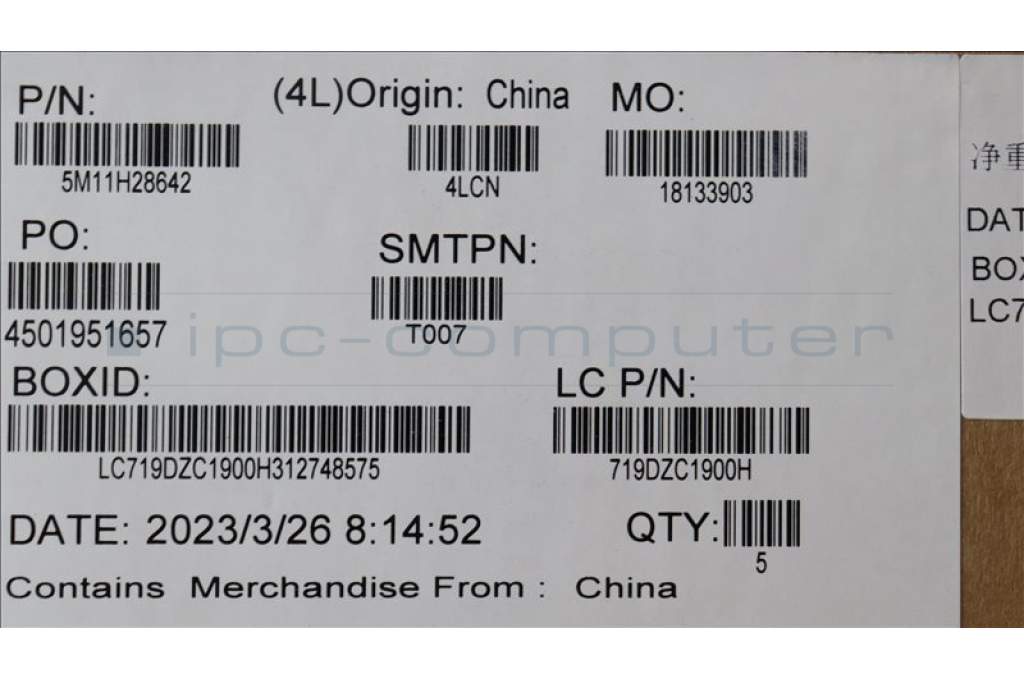 P/N: (4L)Origin: China MO:
5M11H28642 4LCN 18133903
PO: SMTPN:
4501951657 T007
ipc-computer
BOXID: LC P/N:
LC719DZC1900H312748575 719DZC1900H
DATE: 2023/3/26 8:14:52 QTY:
5
Contains Merchandise From : China
净重
DAT
BOX
LC7